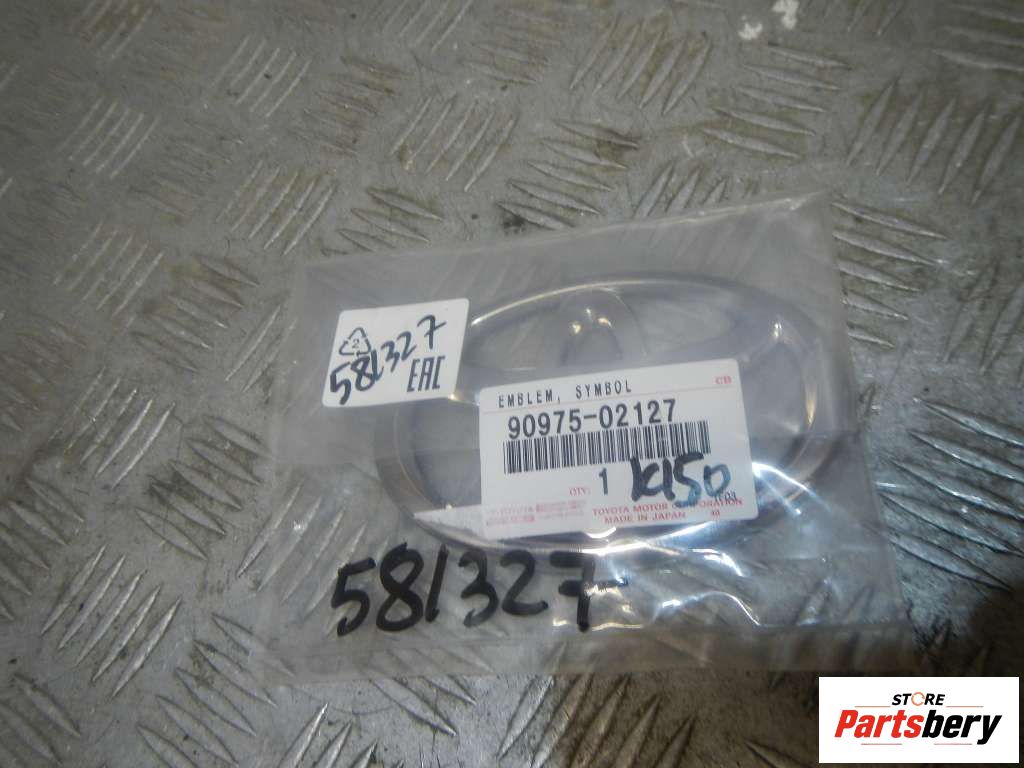 2
581327
EAC
EMBLEM, SYMBOL
CB
90975-02127
QTY:
1
K150
TOYOTA MOTOR CORPORATION
MADE IN JAPAN
581327
STORE
Partsbery